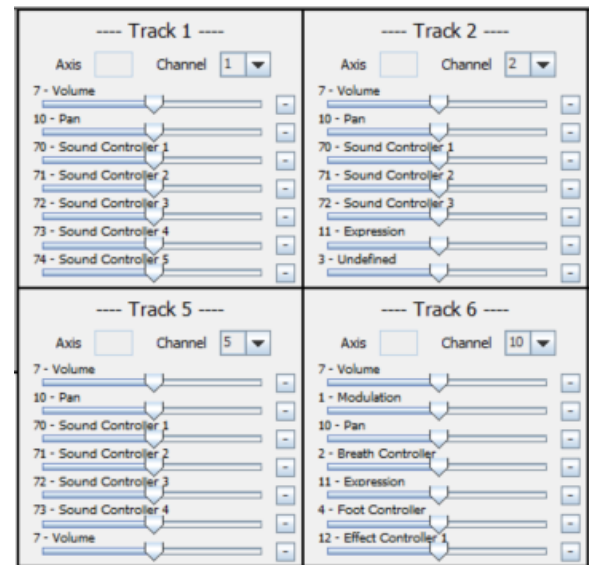 ---- Track 1 ----
Axis Channel 1
7 - Volume
10 - Pan
70 - Sound Controller 1
71 - Sound Controller 2
72 - Sound Controller 3
73 - Sound Controller 4
74 - Sound Controller 5
---- Track 2 ----
Axis Channel 2
7 - Volume
10 - Pan
70 - Sound Controller 1
71 - Sound Controller 2
72 - Sound Controller 3
11 - Expression
3 - Undefined
---- Track 5 ----
Axis Channel 5
7 - Volume
10 - Pan
70 - Sound Controller 1
71 - Sound Controller 2
72 - Sound Controller 3
73 - Sound Controller 4
7 - Volume
---- Track 6 ----
Axis Channel 10
7 - Volume
1 - Modulation
10 - Pan
2 - Breath Controller
11 - Expression
4 - Foot Controller
12 - Effect Controller 1